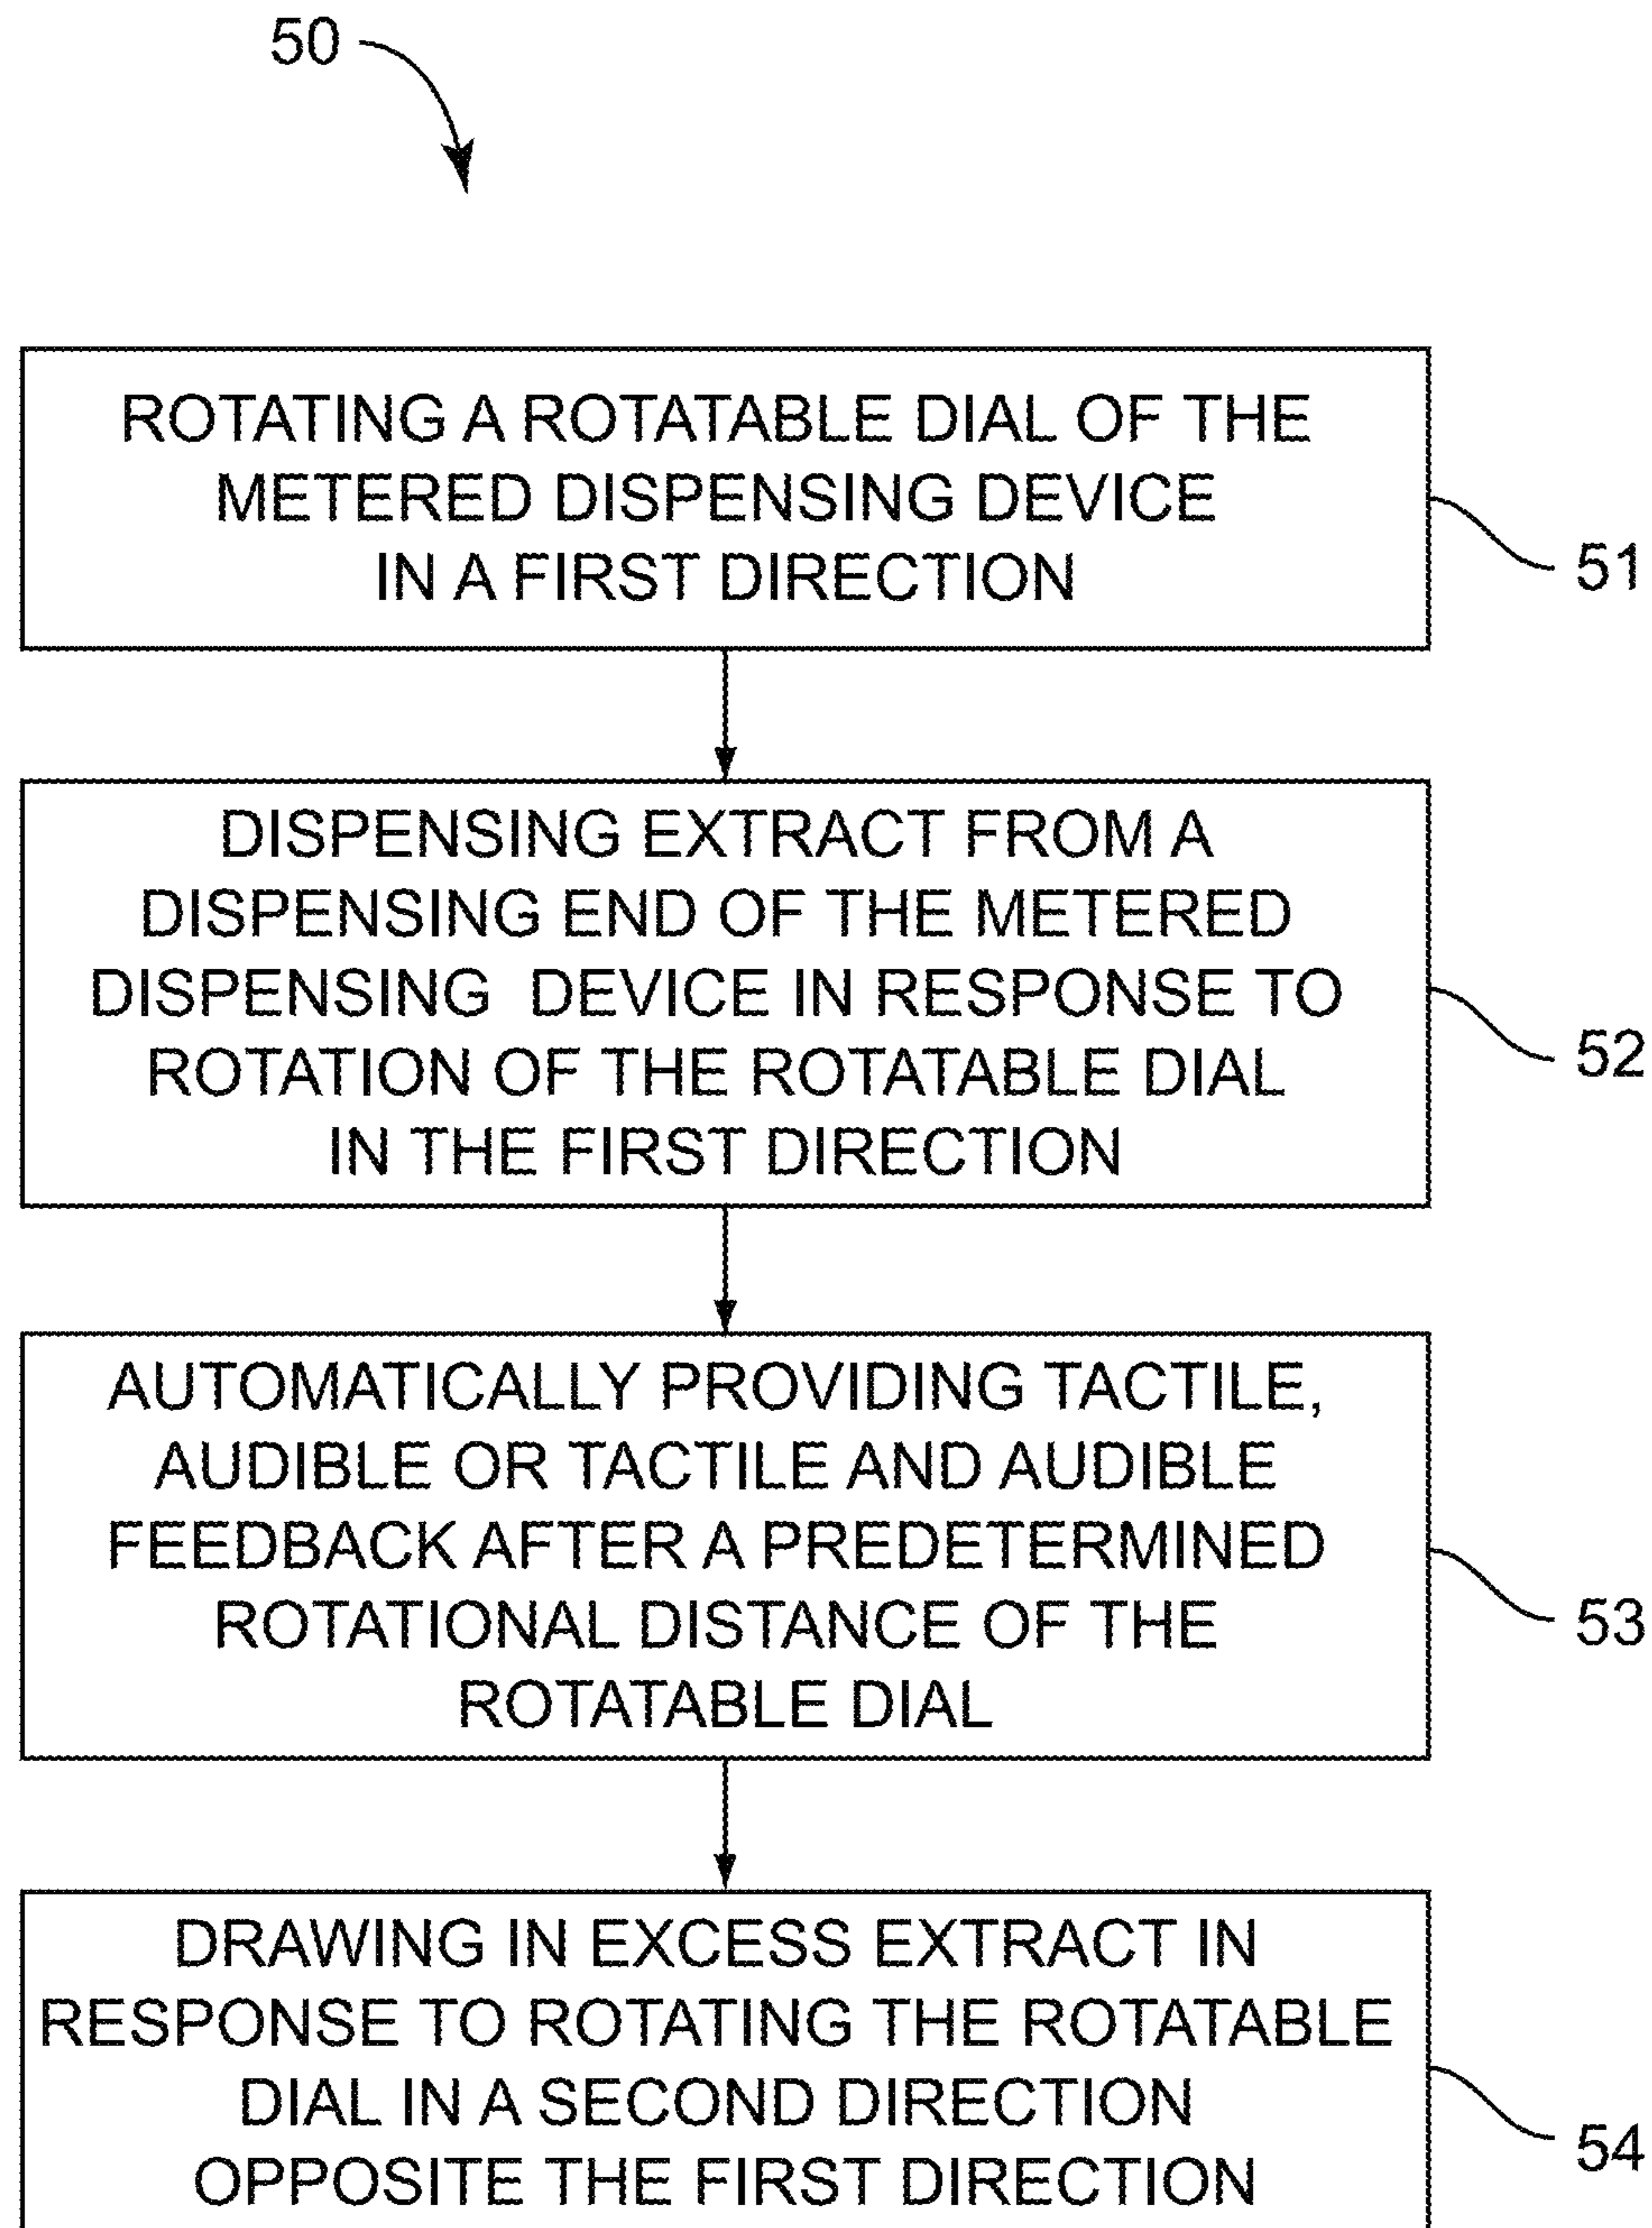 50
ROTATING A ROTATABLE DIAL OF THE
METERED DISPENSING DEVICE
IN A FIRST DIRECTION
51
DISPENSING EXTRACT FROM A
DISPENSING END OF THE METERED
DISPENSING DEVICE IN RESPONSE TO
ROTATION OF THE ROTATABLE DIAL
IN THE FIRST DIRECTION
52
AUTOMATICALLY PROVIDING TACTILE,
AUDIBLE OR TACTILE AND AUDIBLE
FEEDBACK AFTER A PREDETERMINED
ROTATIONAL DISTANCE OF THE
ROTATABLE DIAL
53
DRAWING IN EXCESS EXTRACT IN
RESPONSE TO ROTATING THE ROTATABLE
DIAL IN A SECOND DIRECTION
OPPOSITE THE FIRST DIRECTION
54